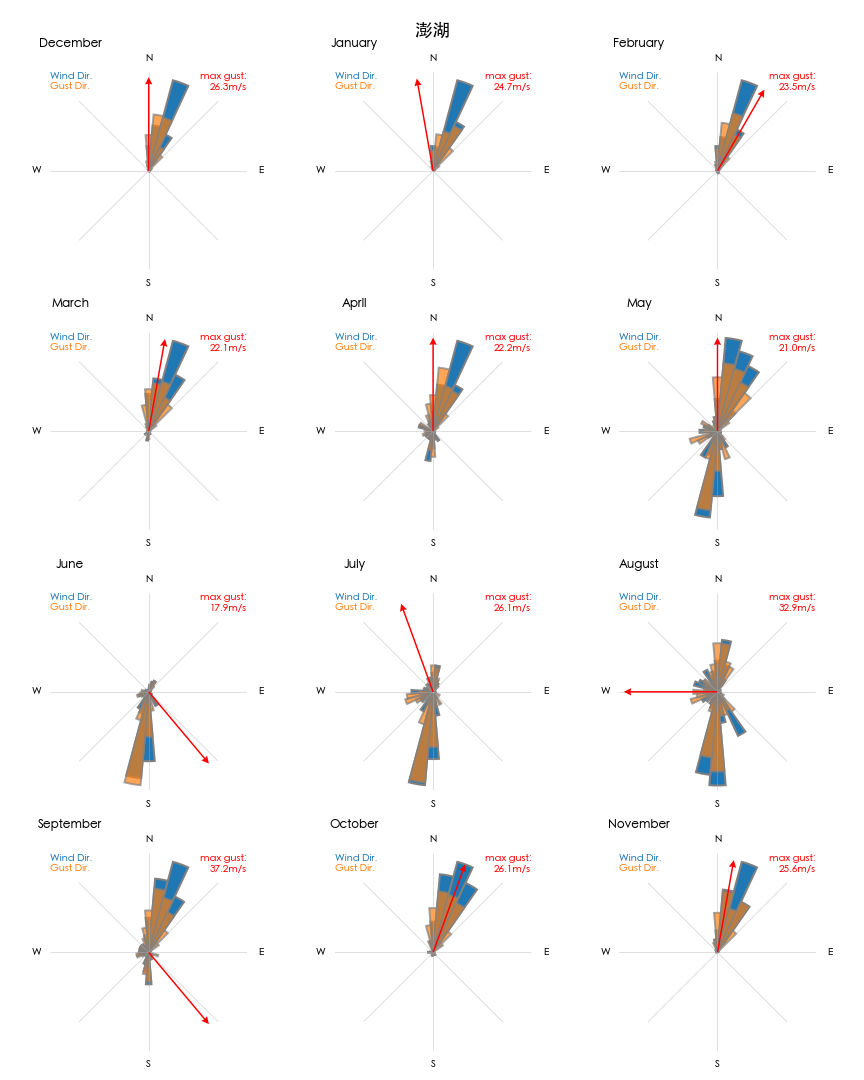 澎湖
December
N
Wind Dir.
Gust Dir.
max gust:
26.3m/s
W
E
S
January
N
Wind Dir.
Gust Dir.
max gust:
24.7m/s
W
E
S
February
N
Wind Dir.
Gust Dir.
max gust:
23.5m/s
W
E
S
March
N
Wind Dir.
Gust Dir.
max gust:
22.1m/s
W
E
S
April
N
Wind Dir.
Gust Dir.
max gust:
22.2m/s
W
E
S
May
N
Wind Dir.
Gust Dir.
max gust:
21.0m/s
W
E
S
June
N
Wind Dir.
Gust Dir.
max gust:
17.9m/s
W
E
S
July
N
Wind Dir.
Gust Dir.
max gust:
26.1m/s
W
E
S
August
N
Wind Dir.
Gust Dir.
max gust:
32.9m/s
W
E
S
September
N
Wind Dir.
Gust Dir.
max gust:
37.2m/s
W
E
S
October
N
Wind Dir.
Gust Dir.
max gust:
26.1m/s
W
E
S
November
N
Wind Dir.
Gust Dir.
max gust:
25.6m/s
W
E
S